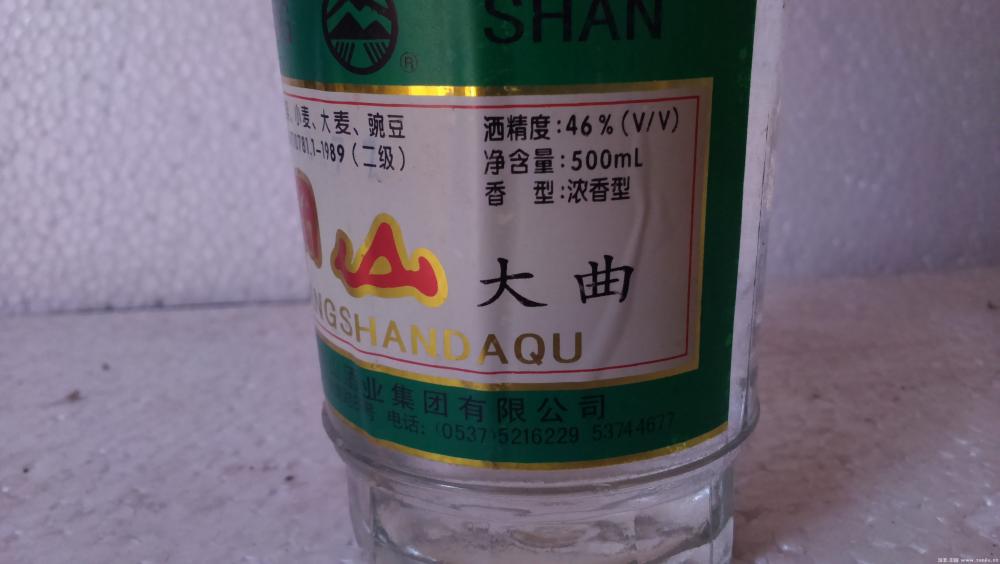 SHAN
®
小麦、大麦、豌豆
0781.1-1989（二级）
酒精度:46%(V/V)
净含量:500mL
香 型:浓香型
山 大曲
NGSHANDAQU
酒业集团有限公司
号 电话:(0537)5216229 5374467